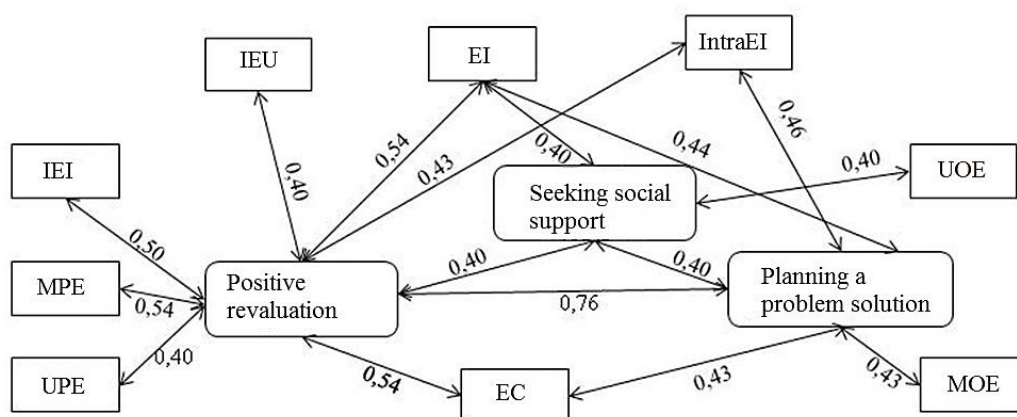 IEU
EI
IntraEI
0,54
0,43
0,40
0,44
0,46
0,40
IEI
0,40
Seeking social
support
UOE
0,50
0,40
0,40
MPE
0,54
Positive
revaluation
0,76
Planning a
problem solution
0,40
UPE
0,54
EC
0,43
0,43
MOE